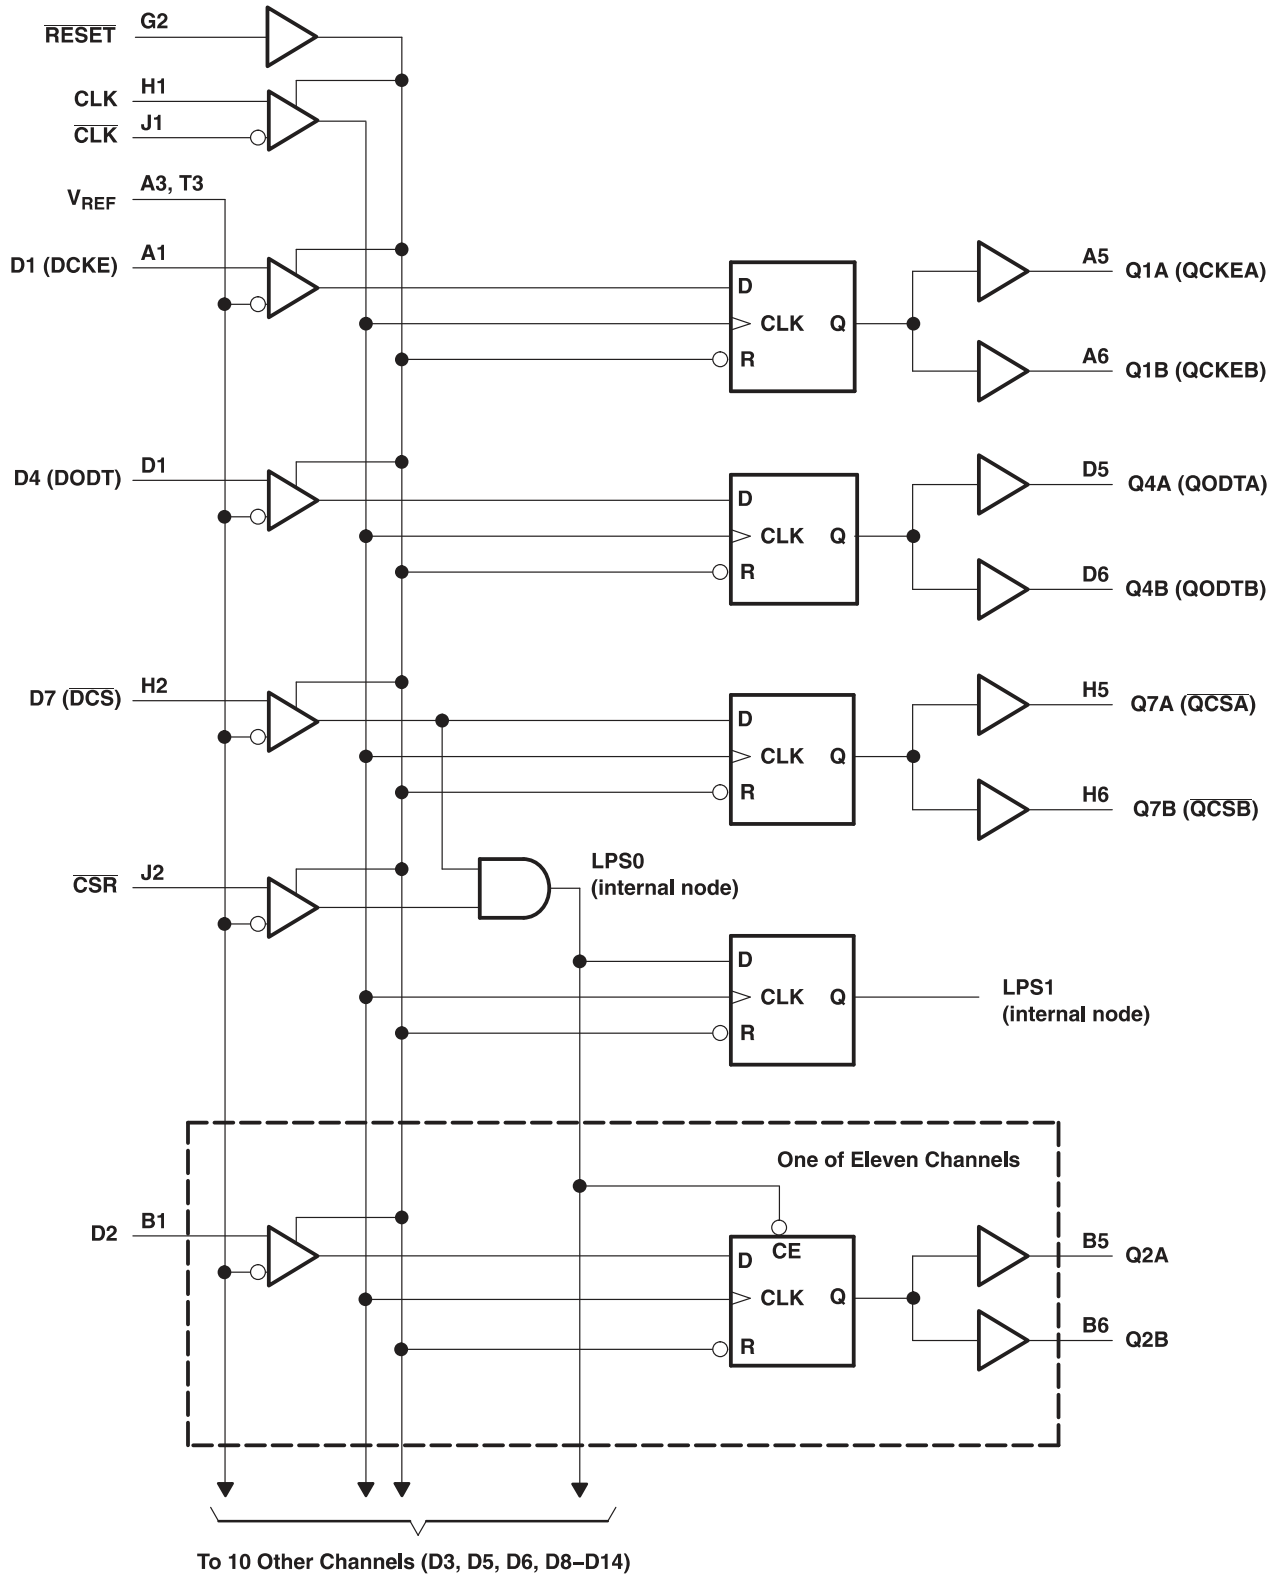 RESET G2
CLK H1
CLK J1
VREF A3, T3
D1 (DCKE) A1
D
CLK Q
R
A5 Q1A (QCKEA)
A6 Q1B (QCKEB)
D4 (DODT) D1
D
CLK Q
R
D5 Q4A (QODTA)
D6 Q4B (QODTB)
D7 (DCS) H2
D
CLK Q
R
H5 Q7A (QCSA)
H6 Q7B (QCSB)
CSR J2
LPS0
(internal node)
D
CLK Q
R
LPS1
(internal node)
One of Eleven Channels
D2 B1
CE
D
CLK Q
R
B5 Q2A
B6 Q2B
To 10 Other Channels (D3, D5, D6, D8−D14)